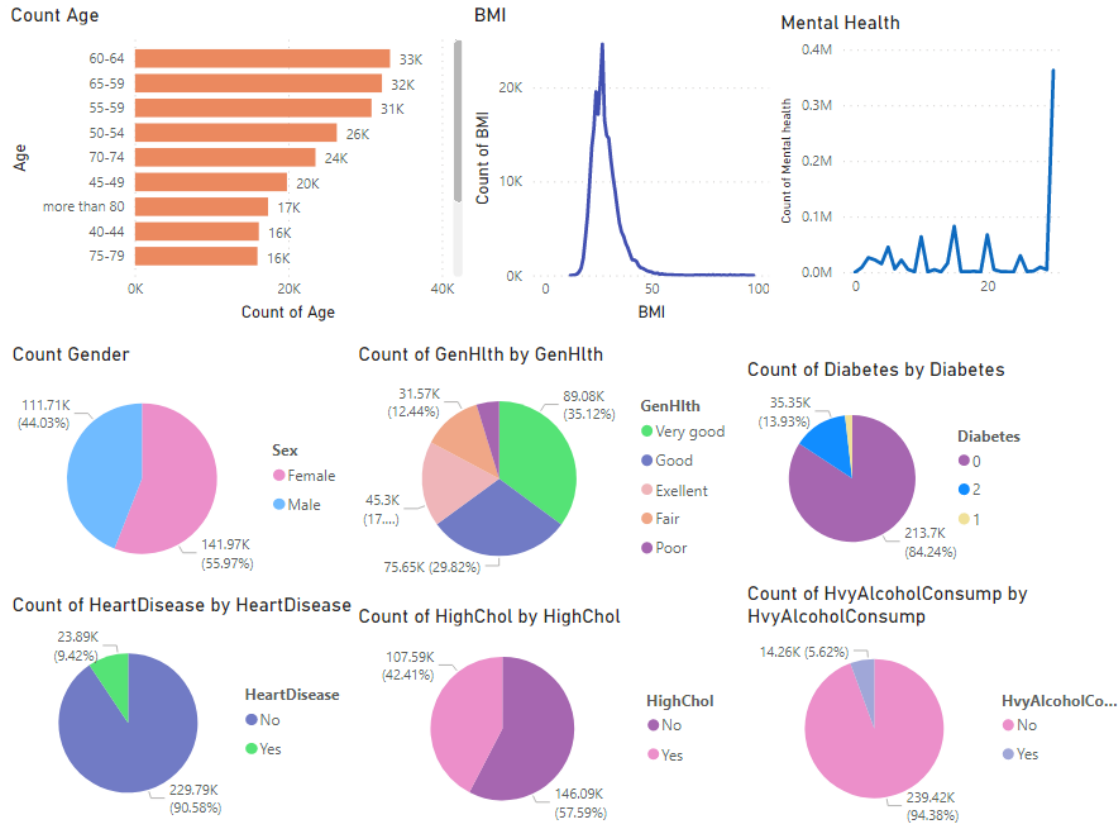 Count Age
Age
60-64
33K
65-59
32K
55-59
31K
50-54
26K
70-74
24K
45-49
20K
more than 80
17K
40-44
16K
75-79
16K
0K
20K
40K
Count of Age
BMI
Count of BMI
20K
10K
0K
0
50
100
BMI
Mental Health
Count of Mental health
0.4M
0.3M
0.2M
0.1M
0.0M
0
20
Count Gender
111.71K
(44.03%)
141.97K
(55.97%)
Sex
Female
Male
Count of GenHlth by GenHlth
31.57K
(12.44%)
89.08K
(35.12%)
45.3K
(17....)
75.65K (29.82%)
GenHlth
Very good
Good
Exellent
Fair
Poor
Count of Diabetes by Diabetes
35.35K
(13.93%)
213.7K
(84.24%)
Diabetes
0
2
1
Count of HeartDisease by HeartDisease
23.89K
(9.42%)
229.79K
(90.58%)
HeartDisease
No
Yes
Count of HighChol by HighChol
107.59K
(42.41%)
146.09K
(57.59%)
HighChol
No
Yes
Count of HvyAlcoholConsump by
HvyAlcoholConsump
14.26K (5.62%)
239.42K
(94.38%)
HvyAlcoholCo...
No
Yes